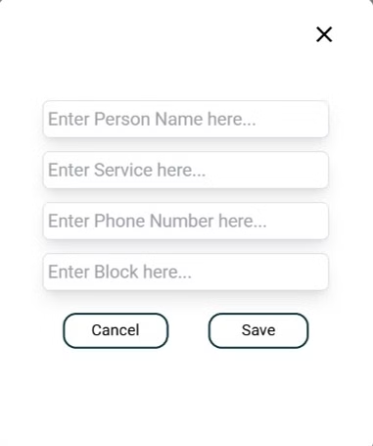 Enter Person Name here...
Enter Service here...
Enter Phone Number here...
Enter Block here...
Cancel Save